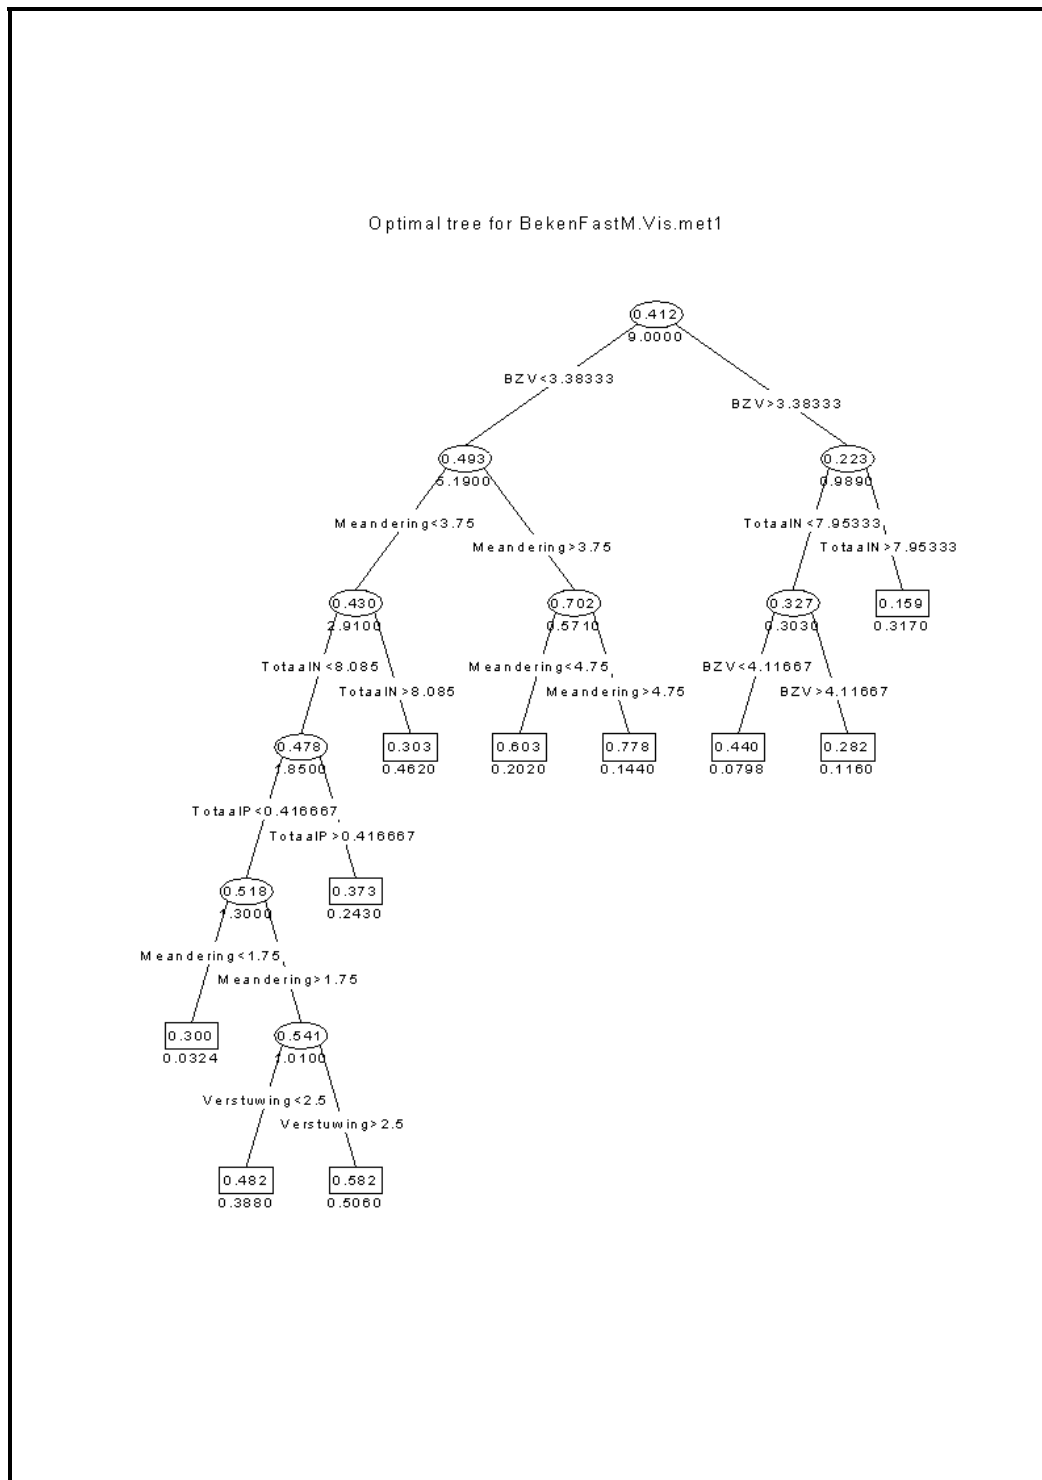 Optimal tree for BekenFastM.Vis.met1
0.412
9.0000
BZV<3.38333
BZV>3.38333
0.493
5.1900
0.223
0.9890
Meandering<3.75
Meandering>3.75
TotaalN<7.95333
TotaalN>7.95333
0.430
2.9100
0.702
0.5710
0.327
0.3030
0.159
0.3170
TotaalN<8.085
TotaalN>8.085
Meandering<4.75
Meandering>4.75
BZV<4.11667
BZV>4.11667
0.478
1.8500
0.303
0.4620
0.603
0.2020
0.778
0.1440
0.440
0.0798
0.282
0.1160
TotaalP<0.416667
TotaalP>0.416667
0.518
1.3000
0.373
0.2430
Meandering<1.75
Meandering>1.75
0.300
0.0324
0.541
1.0100
Verstuwing<2.5
Verstuwing>2.5
0.482
0.3880
0.582
0.5060